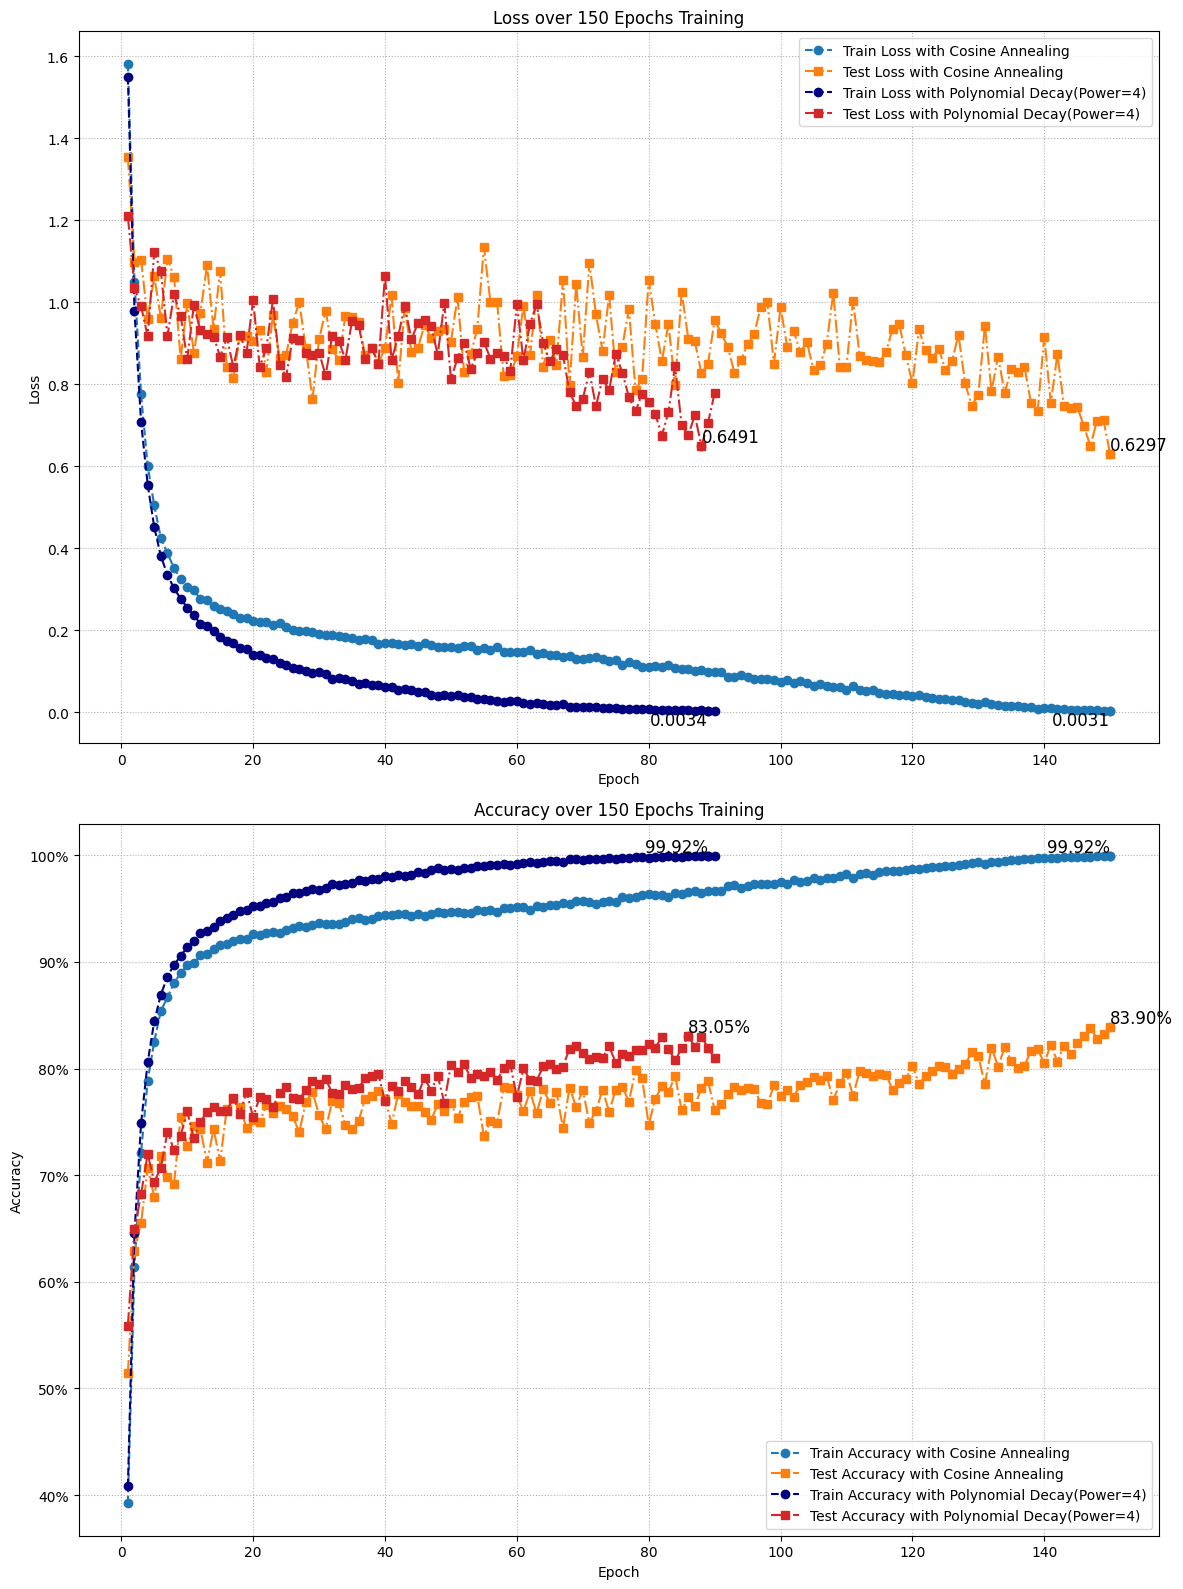 Loss over 150 Epochs Training
Train Loss with Cosine Annealing
Test Loss with Cosine Annealing
Train Loss with Polynomial Decay(Power=4)
Test Loss with Polynomial Decay(Power=4)
Loss
1.6
1.4
1.2
1.0
0.8
0.6
0.4
0.2
0.0
0.6491
0.6297
0.0034
0.0031
0 20 40 60 80 100 120 140
Epoch
Accuracy over 150 Epochs Training
Accuracy
100%
90%
80%
70%
60%
50%
40%
99.92%
99.92%
83.05%
83.90%
Train Accuracy with Cosine Annealing
Test Accuracy with Cosine Annealing
Train Accuracy with Polynomial Decay(Power=4)
Test Accuracy with Polynomial Decay(Power=4)
0 20 40 60 80 100 120 140
Epoch